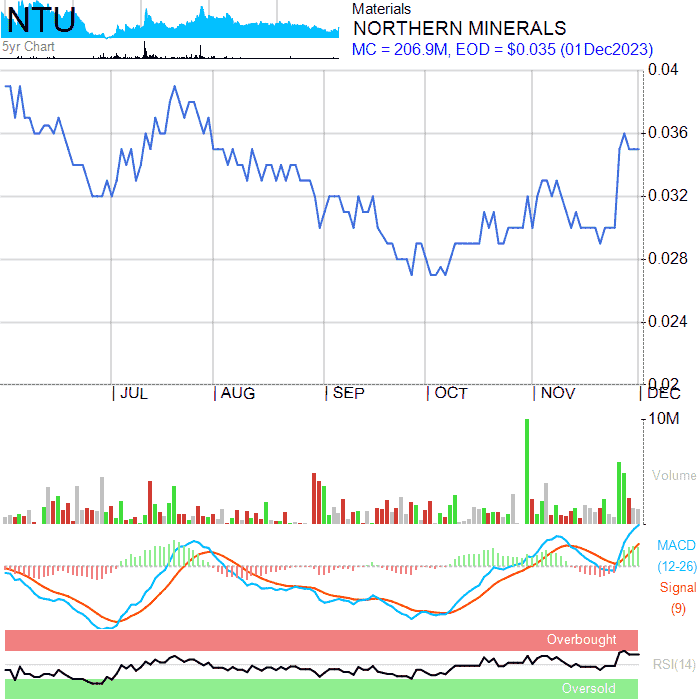 NTU
5yr Chart
Materials
NORTHERN MINERALS
MC = 206.9M, EOD = $0.035 (01Dec2023)
0.04
0.036
0.032
0.028
0.024
0.02
JUL AUG SEP OCT NOV DEC
10M
Volume
MACD
(12-26)
Signal
(9)
Overbought
RSI(14)
Oversold